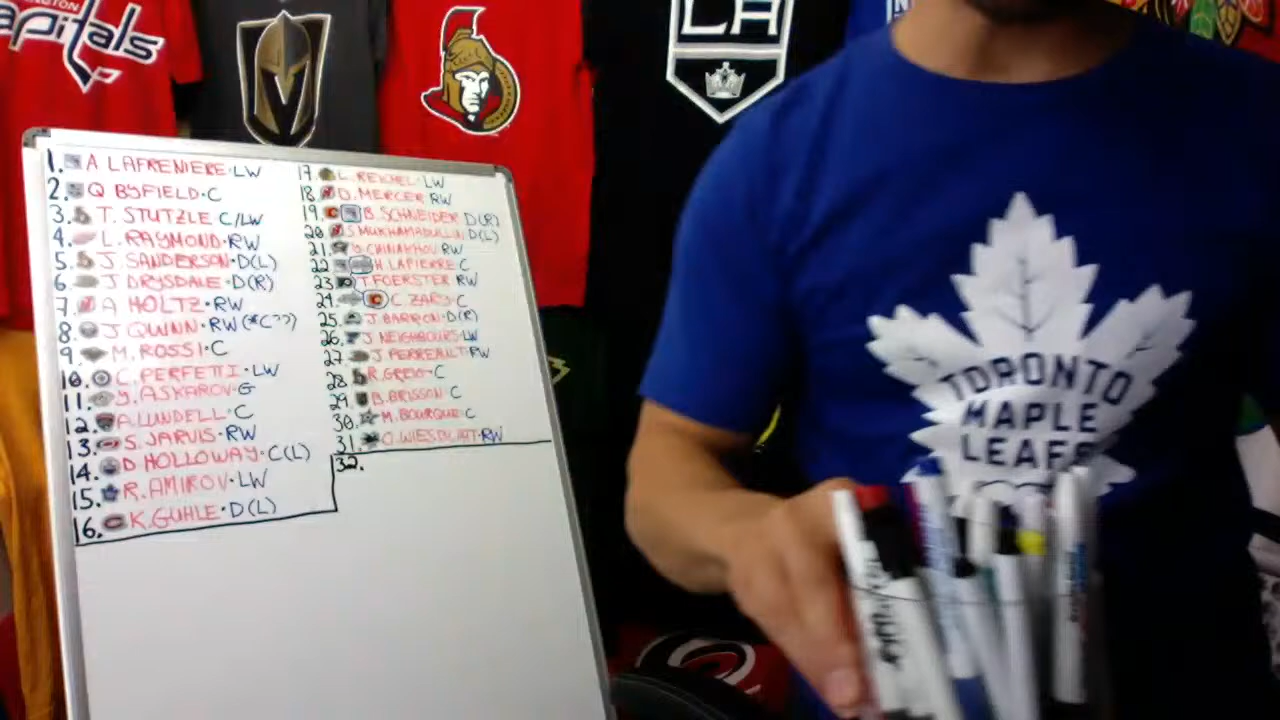 Capitals
LA
1. A LAFRENIERE·LW
2. Q BYFIELD·C
3. T. STUTZLE C/LW
4. L. RAYMOND·RW
5. J. SANDERSON·D(L)
6. J DRYSDALE·D(R)
7. A HOLTZ·RW
8. J QUINN·RW(*C??)
9. M. ROSSI·C
10. C. PERFETTI·LW
11. Y. ASKAROV·G
12. A. LUNDELL·C
13. S. JARVIS·RW
14. D HOLLOWAY·C(L)
15. R. AMIROV·LW
16. K. GUHLE·D(L)
17. L. REICHEL·LW
18. D. MERCER RW
19. B. SCHNEIDER D(R)
20. S MUKHAMADULLIN D(L)
21. Y. CHINAKHOV RW
22. H. LAPIERRE C
23. T FOERSTER RW
24. C. ZARY·C
25. J BARRON·D(R)
26. J NEIGHBOURS·LW
27. J PERREAULT·RW
28. R. GREIG·C
29. B. BRISSON C
30. M. BOURQUE·C
31. O. WIESBLATT·RW
32.
TORONTO
MAPLE
LEAFS